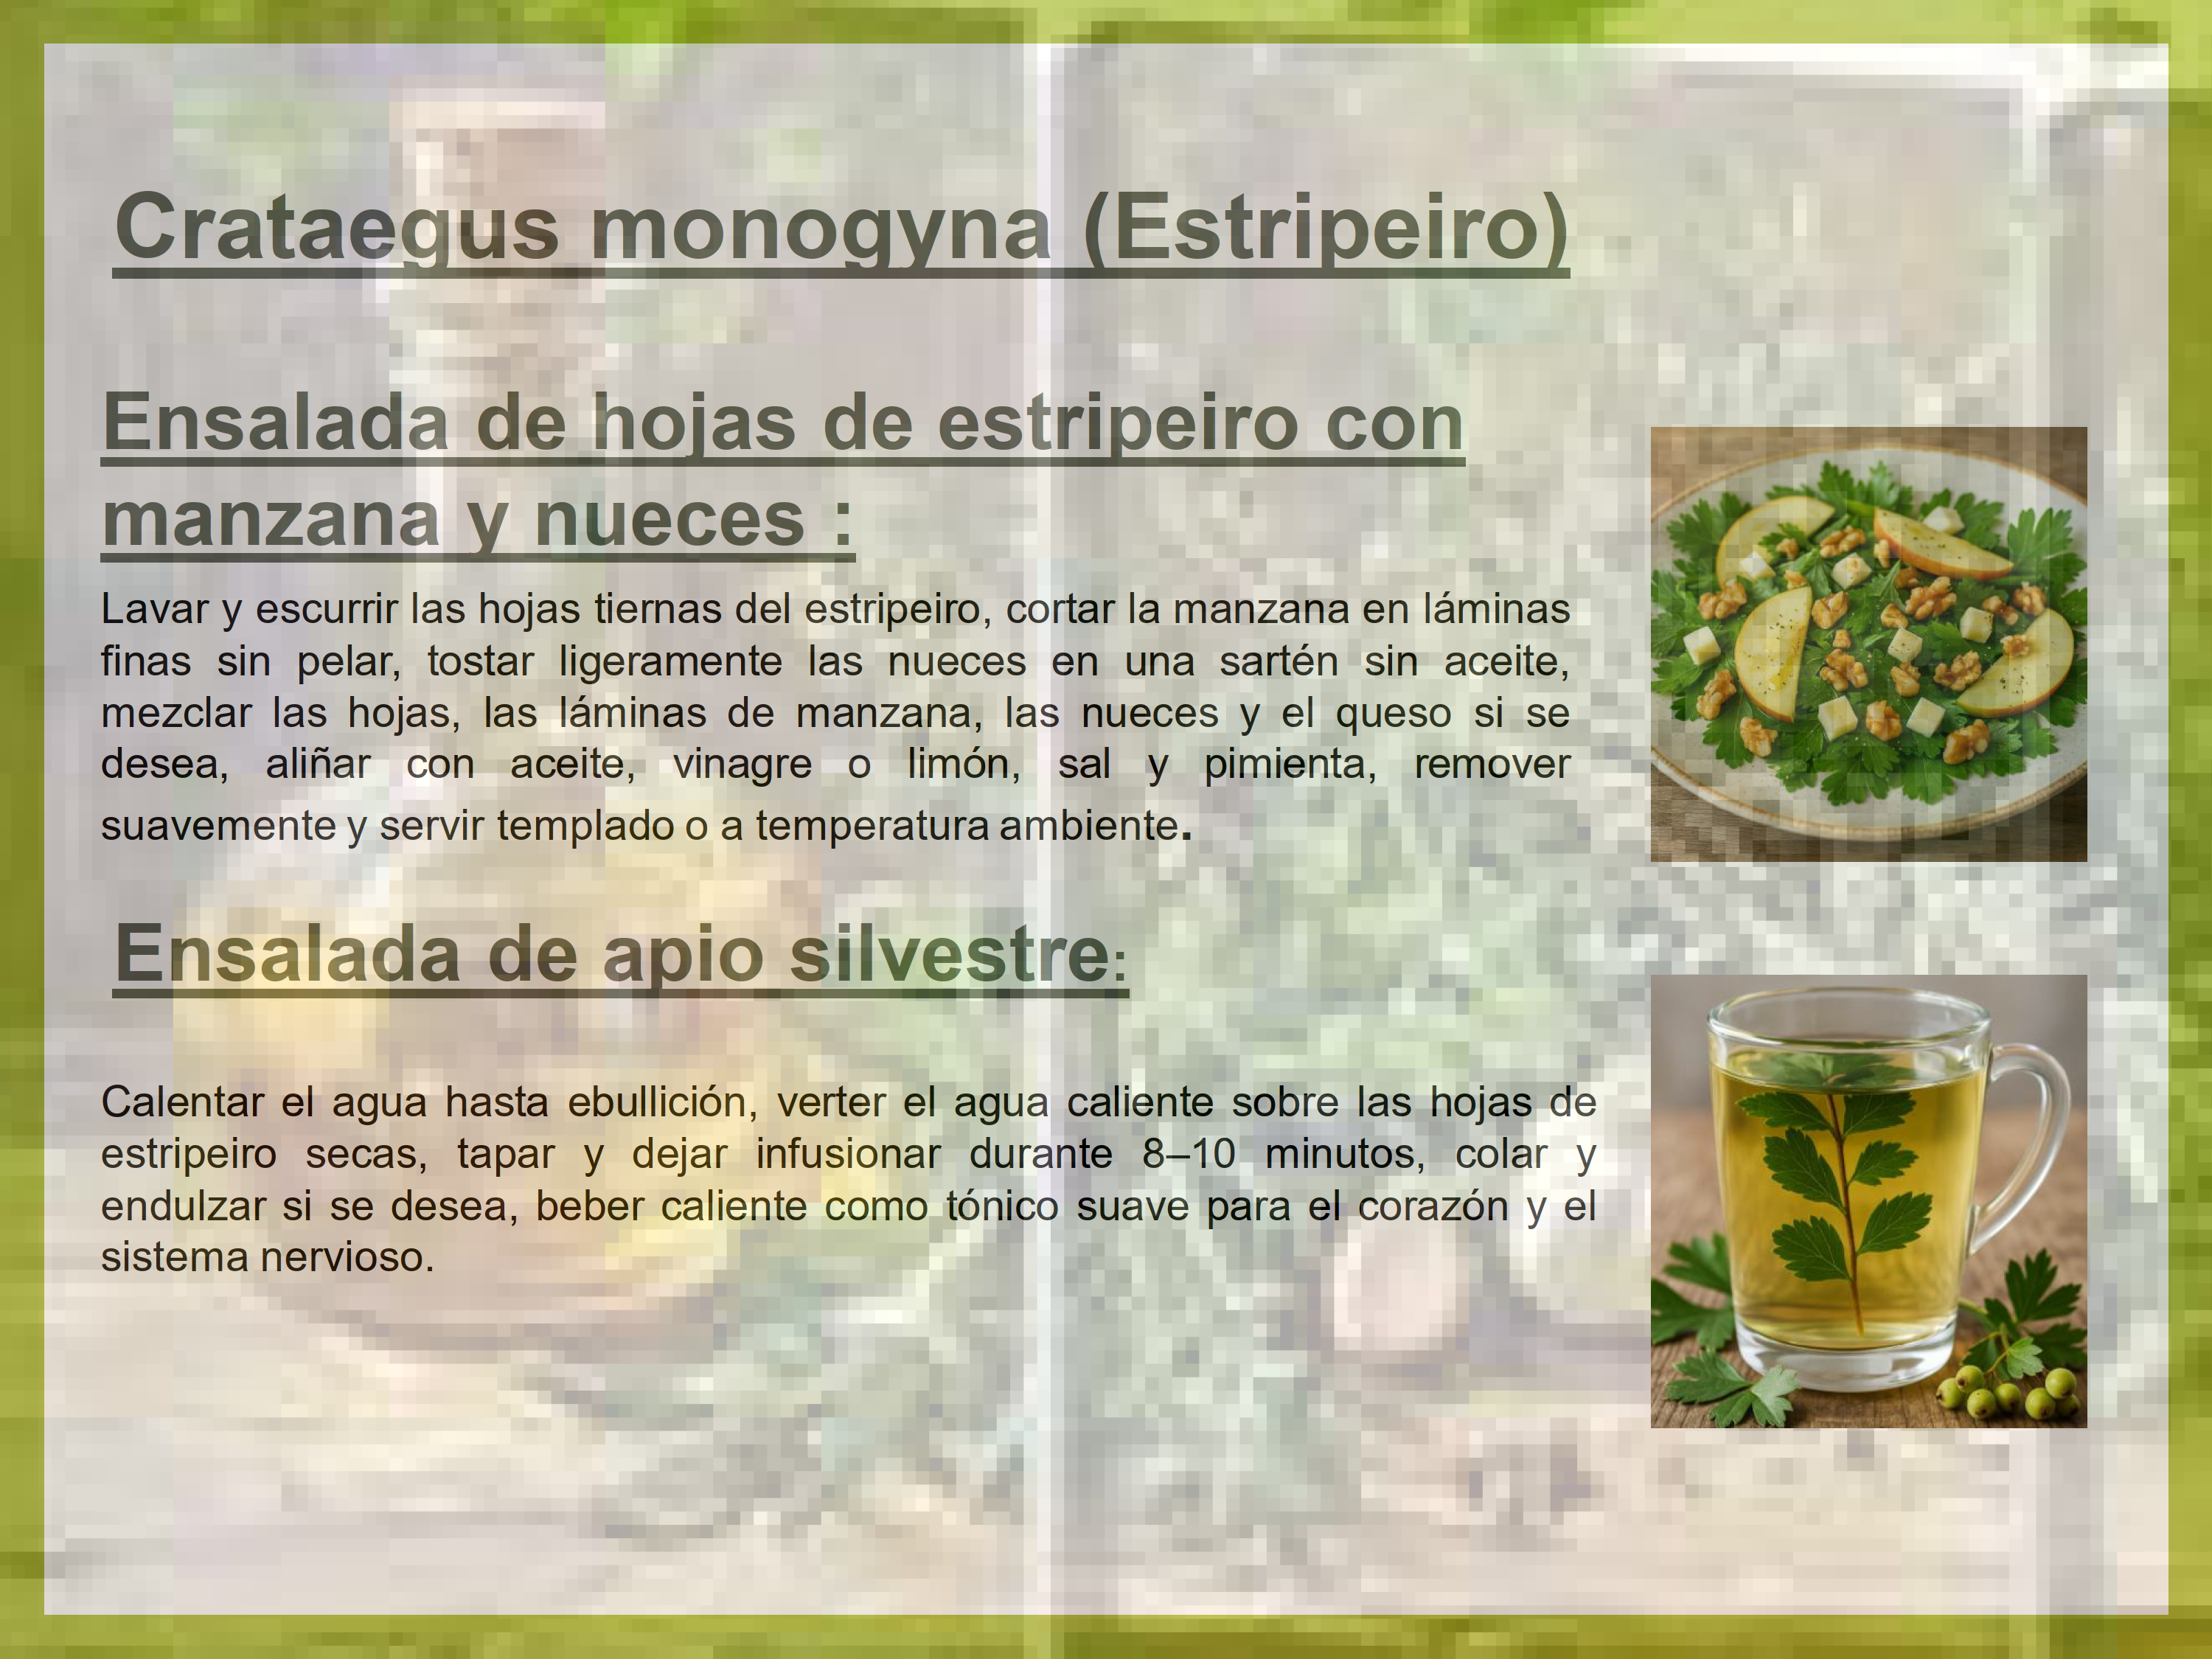 Crataegus monogyna (Estripeiro)
Ensalada de hojas de estripeiro con
manzana y nueces :
Lavar y escurrir las hojas tiernas del estripeiro, cortar la manzana en láminas
finas sin pelar, tostar ligeramente las nueces en una sartén sin aceite,
mezclar las hojas, las láminas de manzana, las nueces y el queso si se
desea, aliñar con aceite, vinagre o limón, sal y pimienta, remover
suavemente y servir templado o a temperatura ambiente.
Ensalada de apio silvestre:
Calentar el agua hasta ebullición, verter el agua caliente sobre las hojas de
estripeiro secas, tapar y dejar infusionar durante 8–10 minutos, colar y
endulzar si se desea, beber caliente como tónico suave para el corazón y el
sistema nervioso.